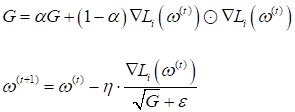 G = αG + (1 − α) ∇L_i(ω^(t)) ⊙ ∇L_i(ω^(t))
ω^(t+1) = ω^(t) − η · ∇L_i(ω^(t)) / (√G + ε)